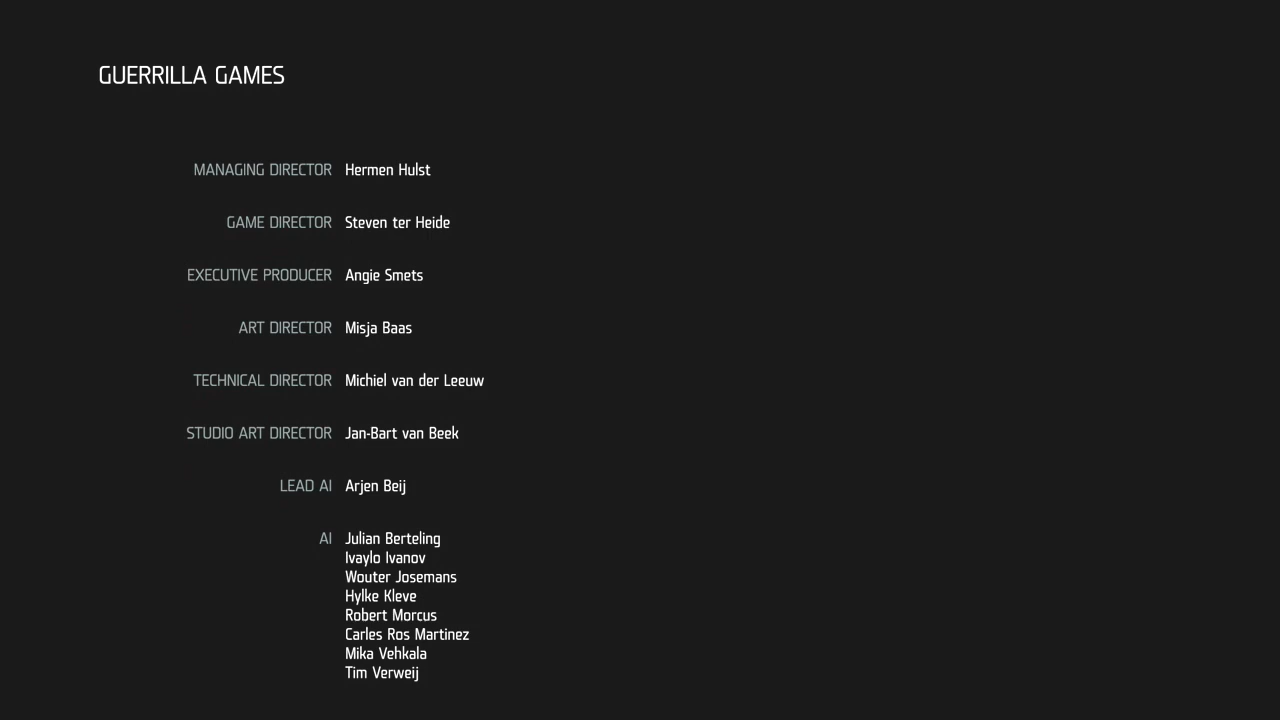 GUERRILLA GAMES
MANAGING DIRECTOR Hermen Hulst
GAME DIRECTOR Steven ter Heide
EXECUTIVE PRODUCER Angie Smets
ART DIRECTOR Misja Baas
TECHNICAL DIRECTOR Michiel van der Leeuw
STUDIO ART DIRECTOR Jan-Bart van Beek
LEAD AI Arjen Beij
AI Julian Berteling
Ivaylo Ivanov
Wouter Josemans
Hylke Kleve
Robert Morcus
Carles Ros Martinez
Mika Vehkala
Tim Verweij